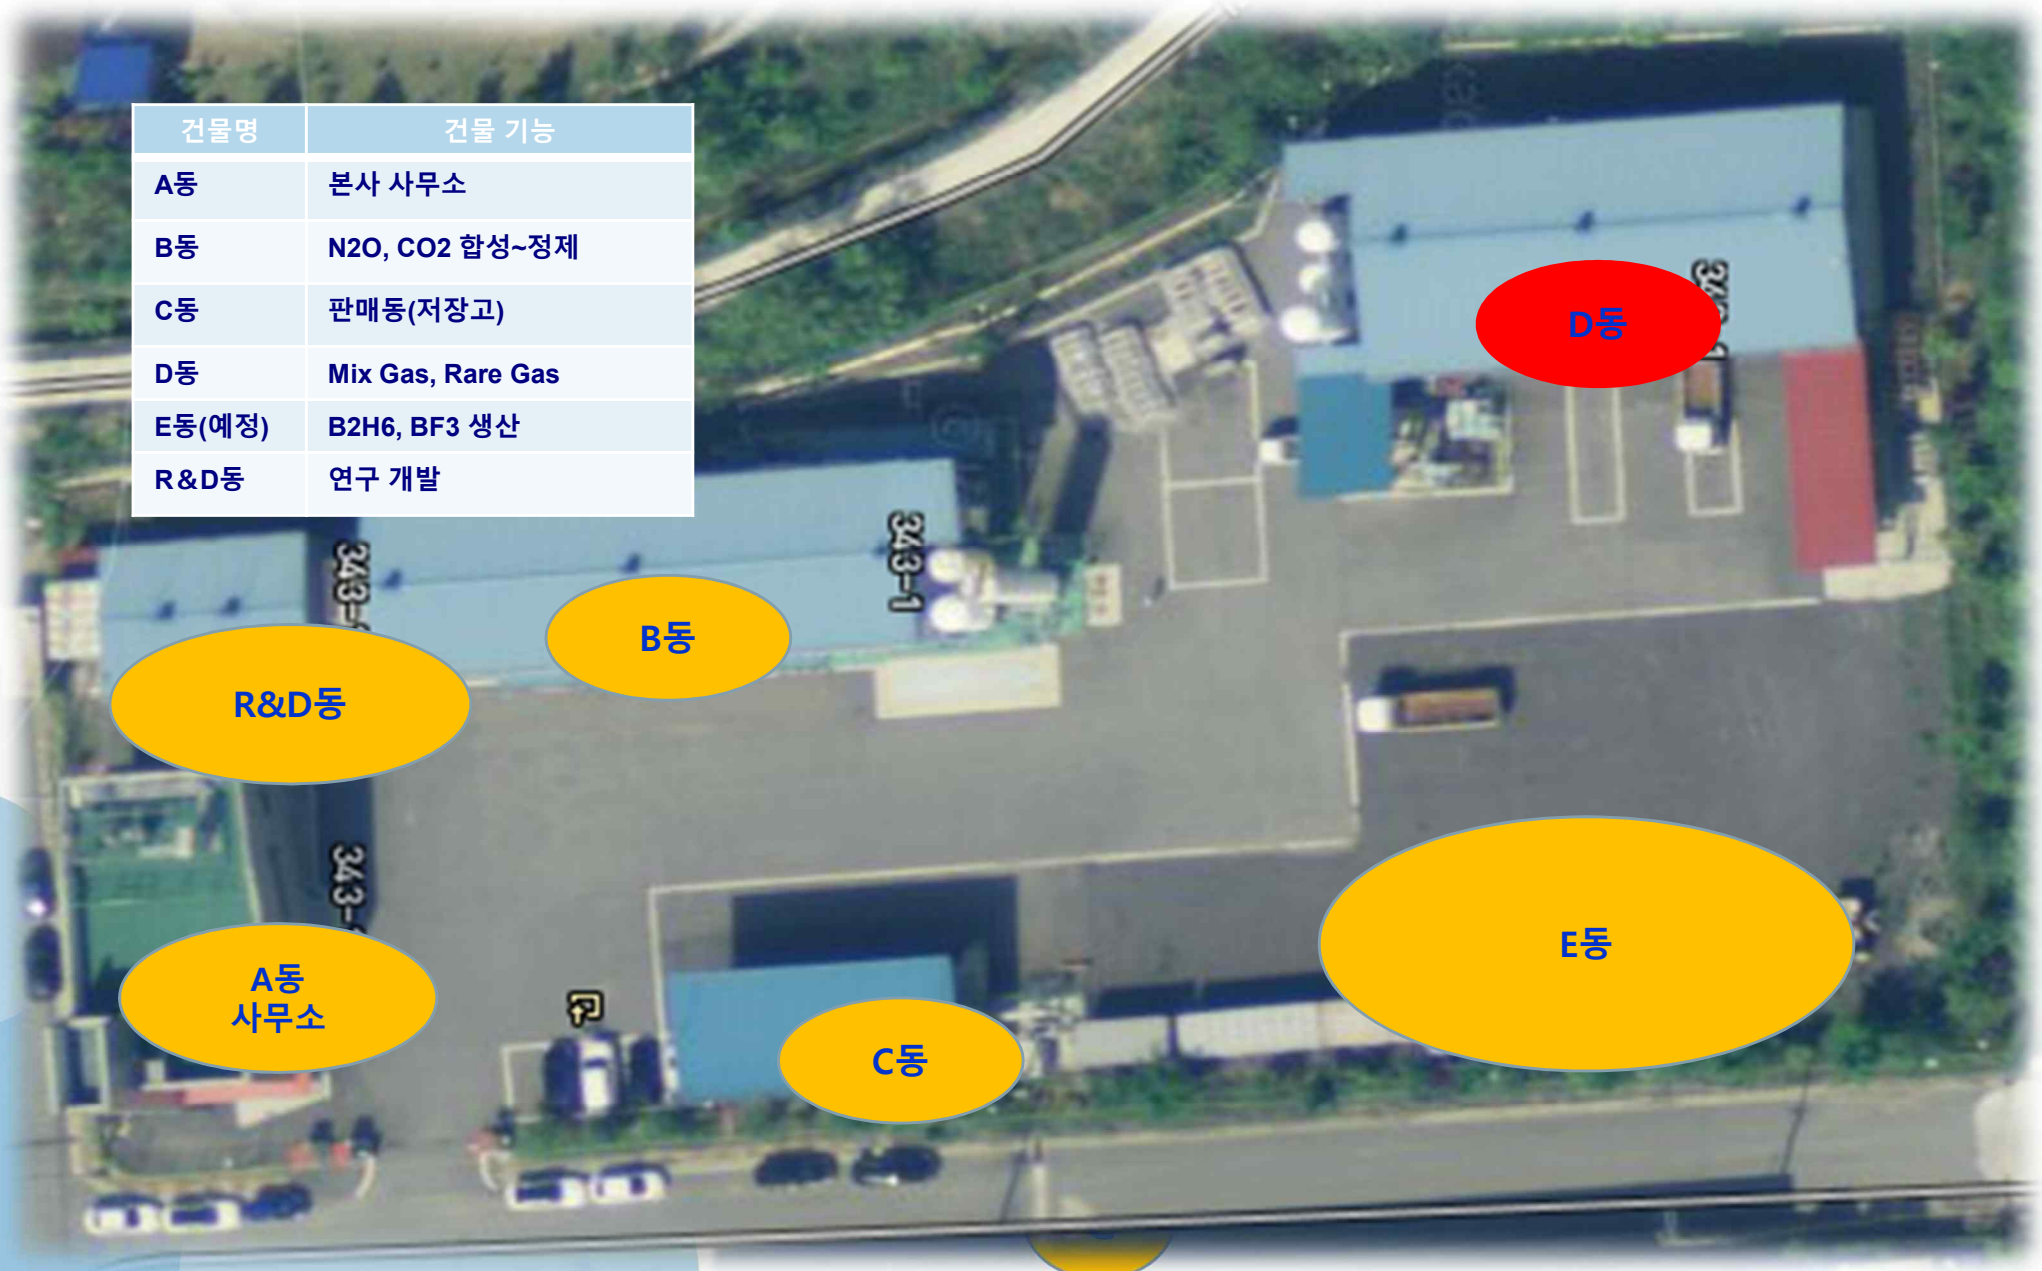 건물명 건물 기능
A동 본사 사무소
B동 N2O, CO2 합성~정제
C동 판매동(저장고)
D동 Mix Gas, Rare Gas
E동(예정) B2H6, BF3 생산
R&D동 연구 개발
D동
343-1
B동
R&D동
E동
A동
사무소
C동